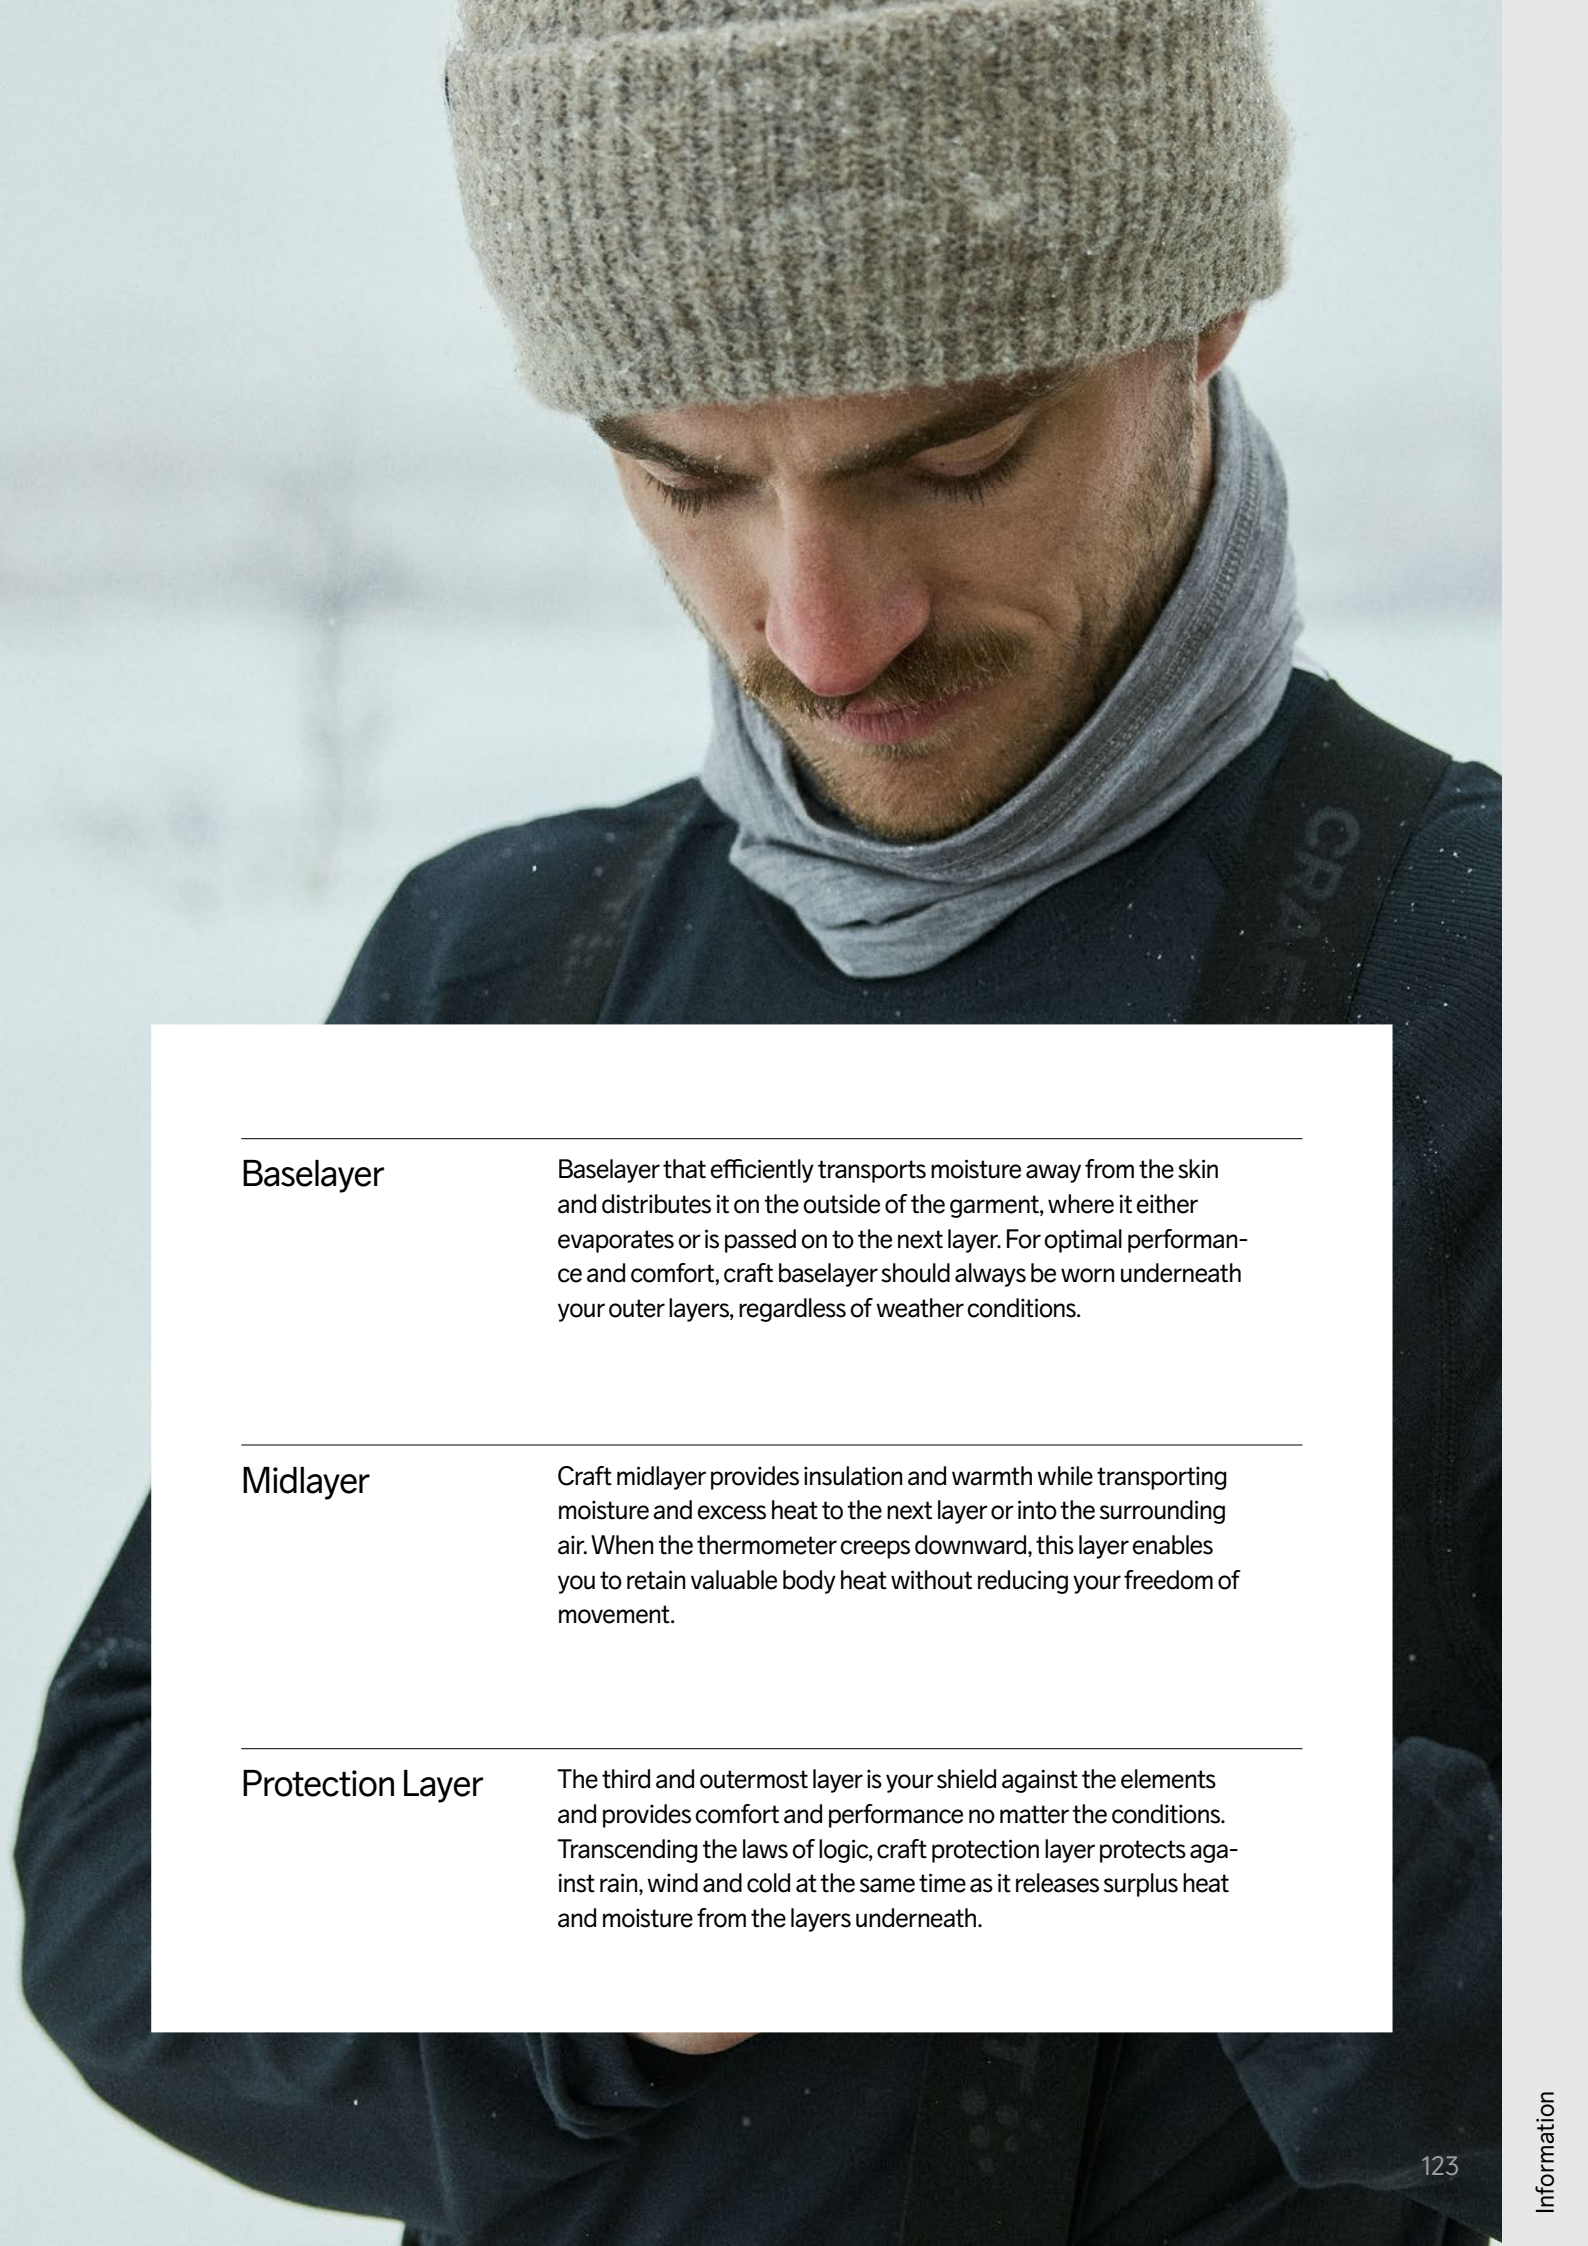 CRAF
Baselayer
Baselayer that efficiently transports moisture away from the skin
and distributes it on the outside of the garment, where it either
evaporates or is passed on to the next layer. For optimal performan-
ce and comfort, craft baselayer should always be worn underneath
your outer layers, regardless of weather conditions.
Midlayer
Craft midlayer provides insulation and warmth while transporting
moisture and excess heat to the next layer or into the surrounding
air. When the thermometer creeps downward, this layer enables
you to retain valuable body heat without reducing your freedom of
movement.
Protection Layer
The third and outermost layer is your shield against the elements
and provides comfort and performance no matter the conditions.
Transcending the laws of logic, craft protection layer protects aga-
inst rain, wind and cold at the same time as it releases surplus heat
and moisture from the layers underneath.
123
Information